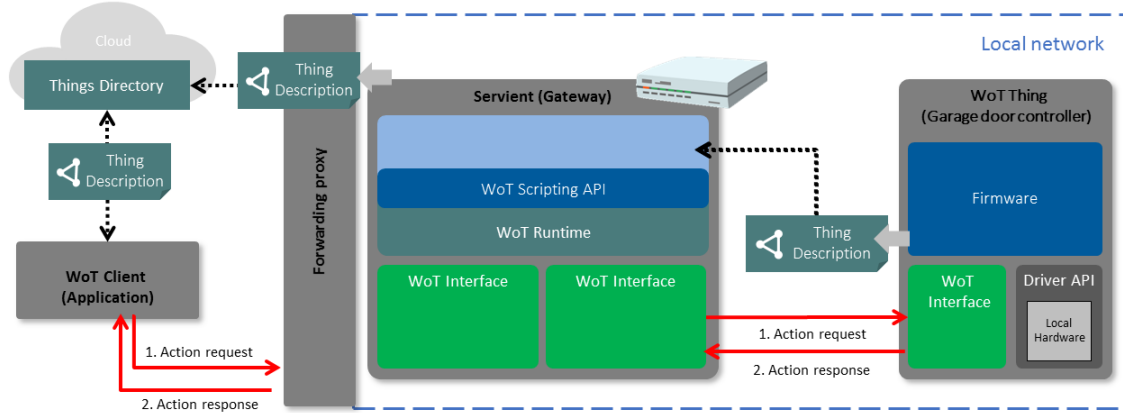 Cloud
Things Directory
Thing
Description
Thing
Description
WoT Client
(Application)
1. Action request
2. Action response
Forwarding proxy
Local network
Servient (Gateway)
WoT Scripting API
WoT Runtime
WoT Interface
WoT Interface
Thing
Description
1. Action request
2. Action response
WoT Thing
(Garage door controller)
Firmware
WoT
Interface
Driver API
Local
Hardware